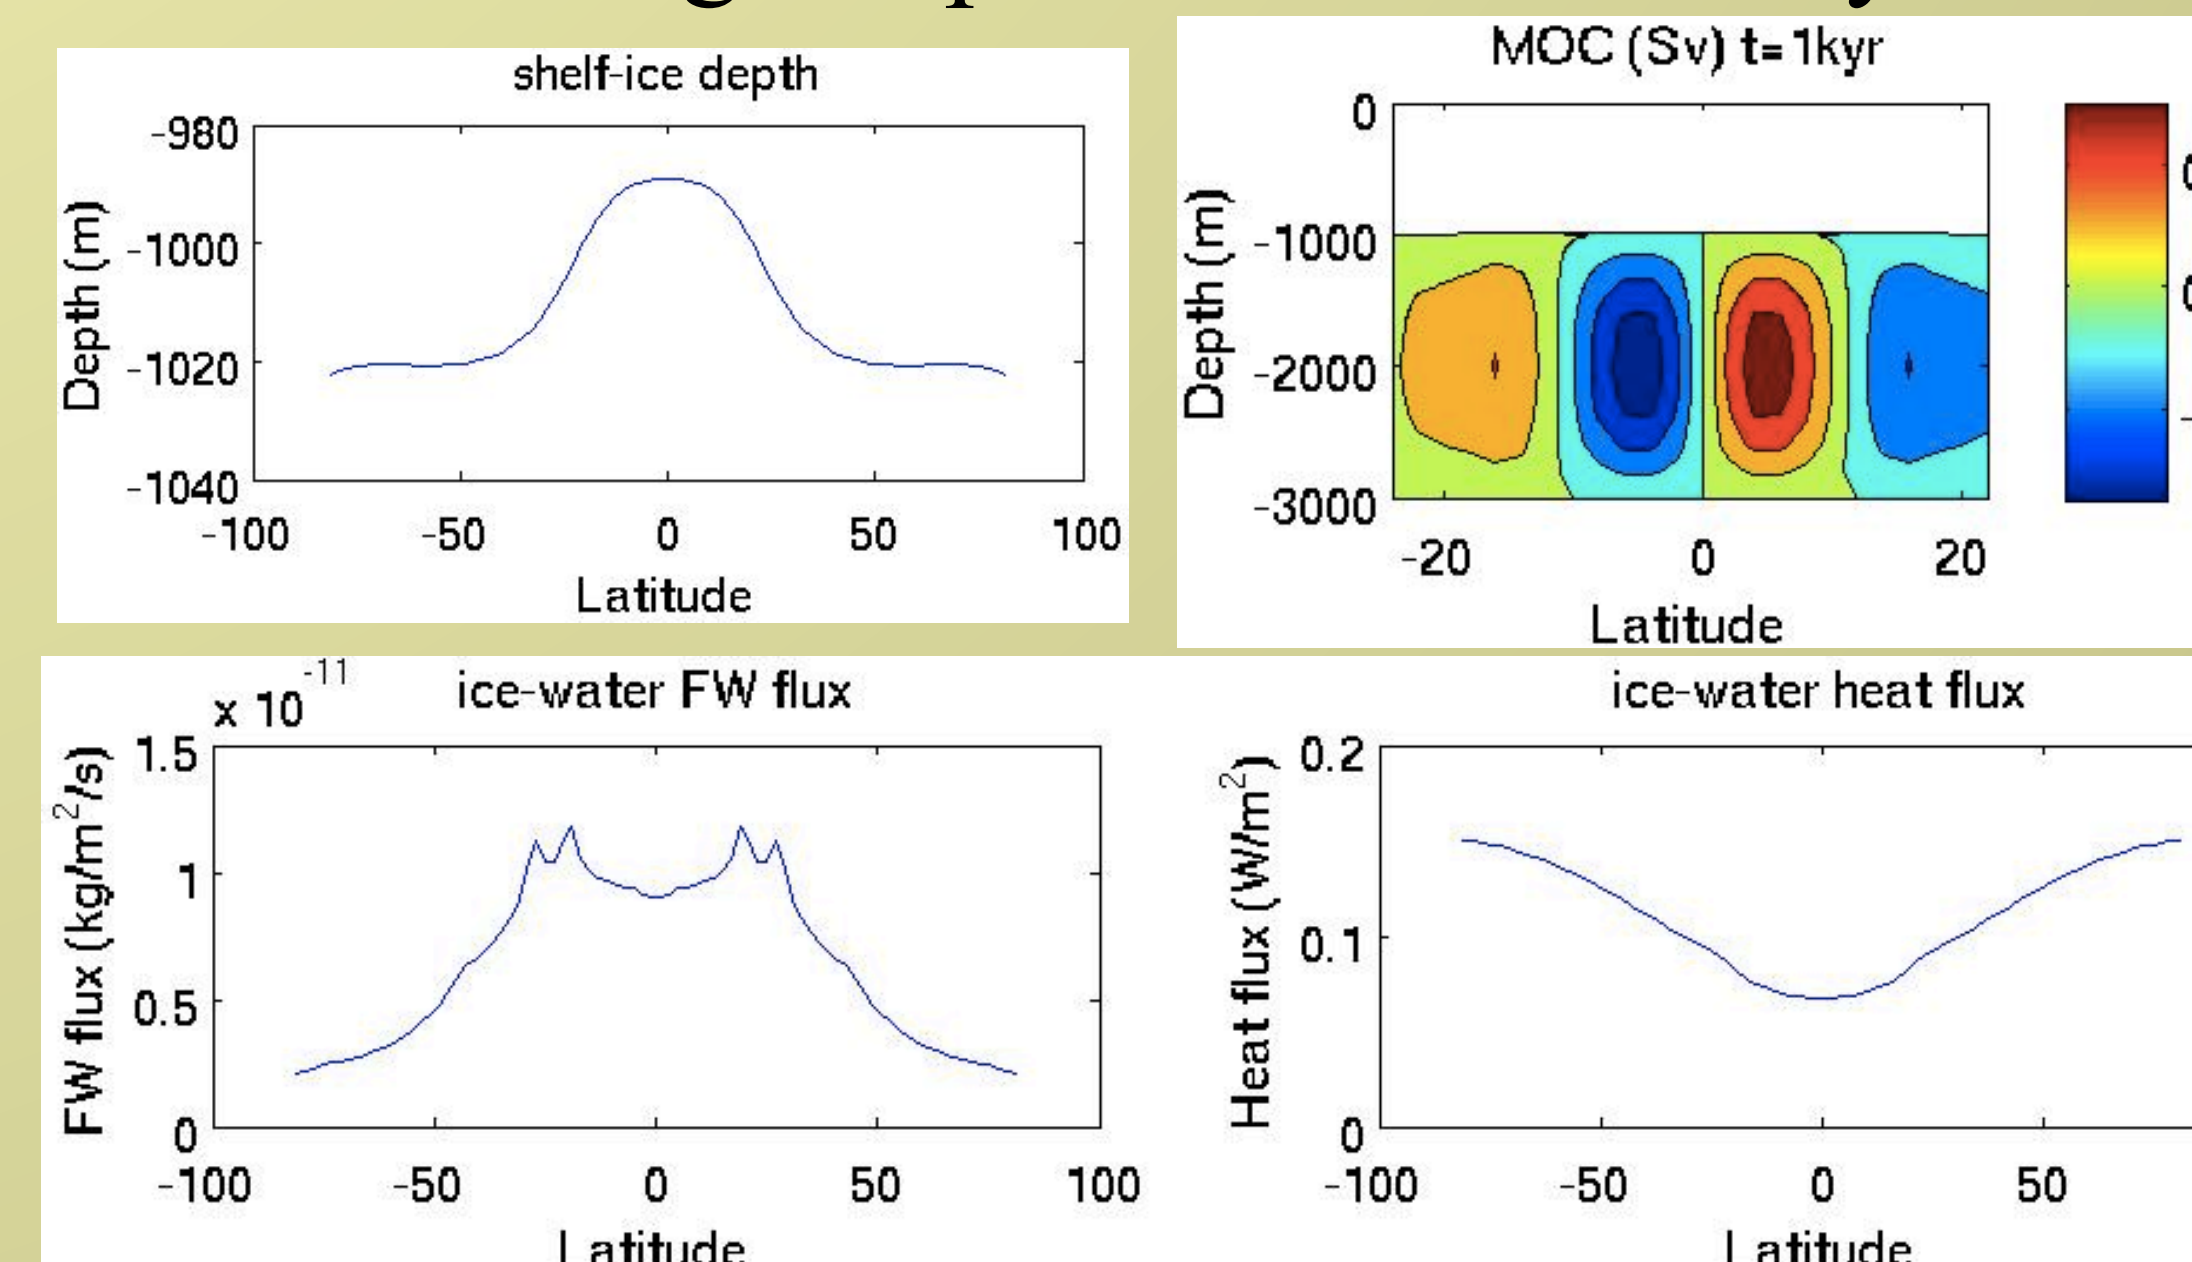 shelf-ice depth
-980
-1000
-1020
-1040
Depth (m)
-100 -50 0 50 100
Latitude
MOC (Sv) t=1kyr
0
-1000
-2000
-3000
Depth (m)
-20 0 20
Latitude
x 10^-11
ice-water FW flux
1.5
1
0.5
0
FW flux (kg/m²/s)
-100 -50 0 50 100
Latitude
ice-water heat flux
0.2
0.1
0
Heat flux (W/m²)
-100 -50 0 50
Latitude